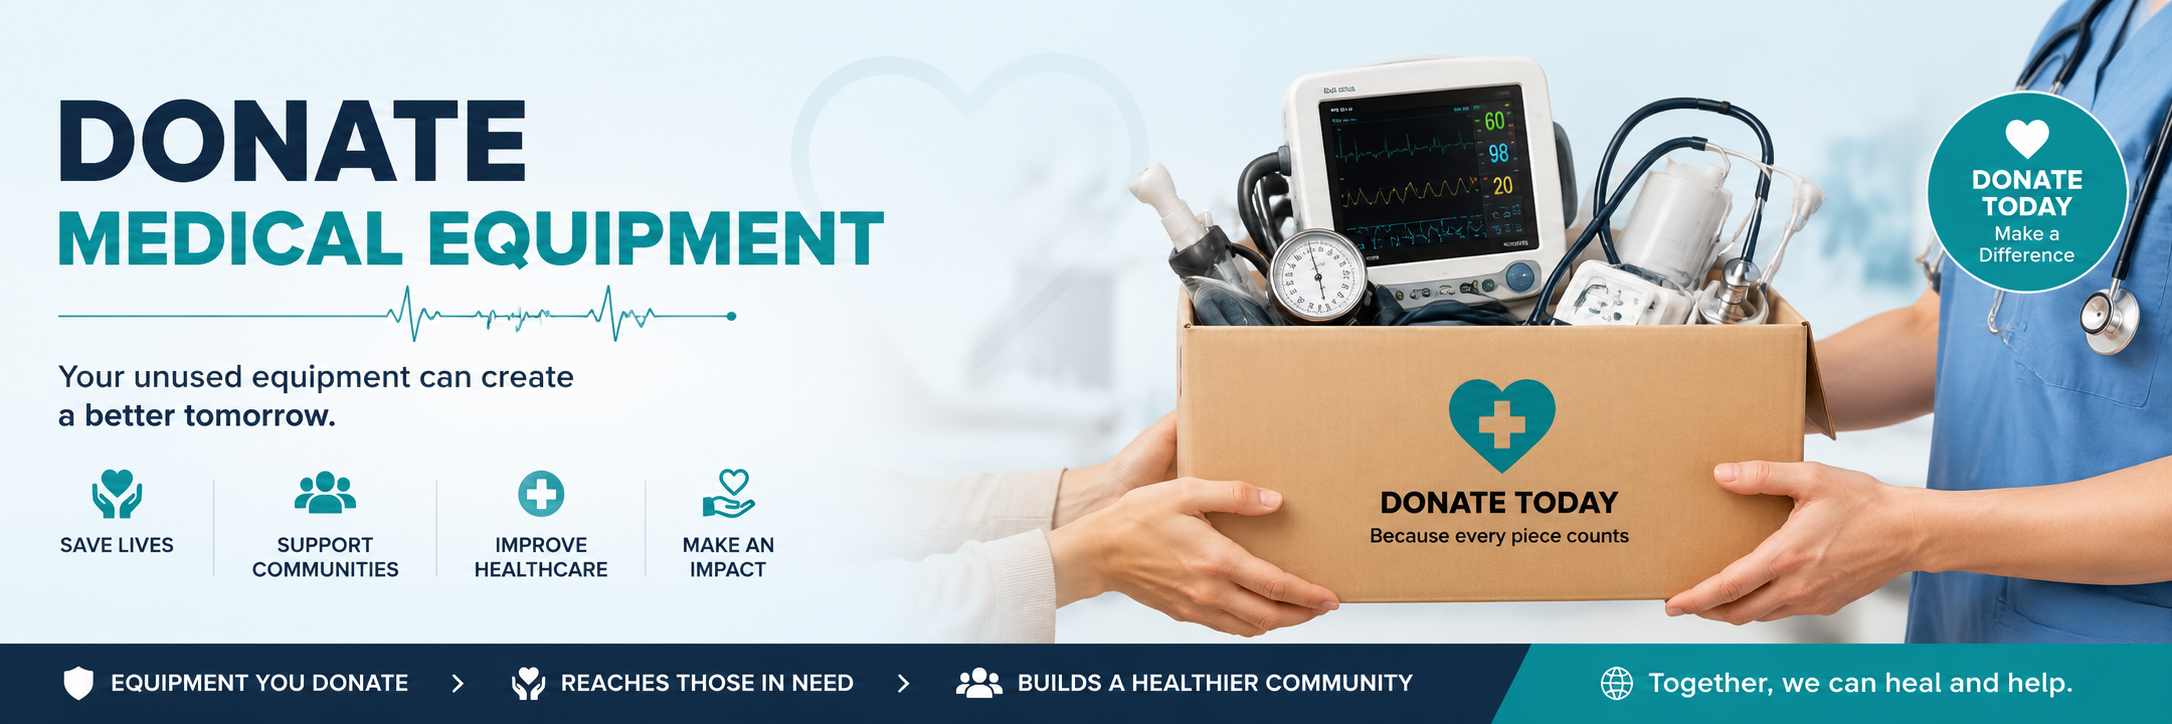 DONATE
MEDICAL EQUIPMENT
Your unused equipment can create
a better tomorrow.
SAVE LIVES
SUPPORT
COMMUNITIES
IMPROVE
HEALTHCARE
MAKE AN
IMPACT
60
98
20
DONATE TODAY
Because every piece counts
DONATE
TODAY
Make a
Difference
EQUIPMENT YOU DONATE
REACHES THOSE IN NEED
BUILDS A HEALTHIER COMMUNITY
Together, we can heal and help.